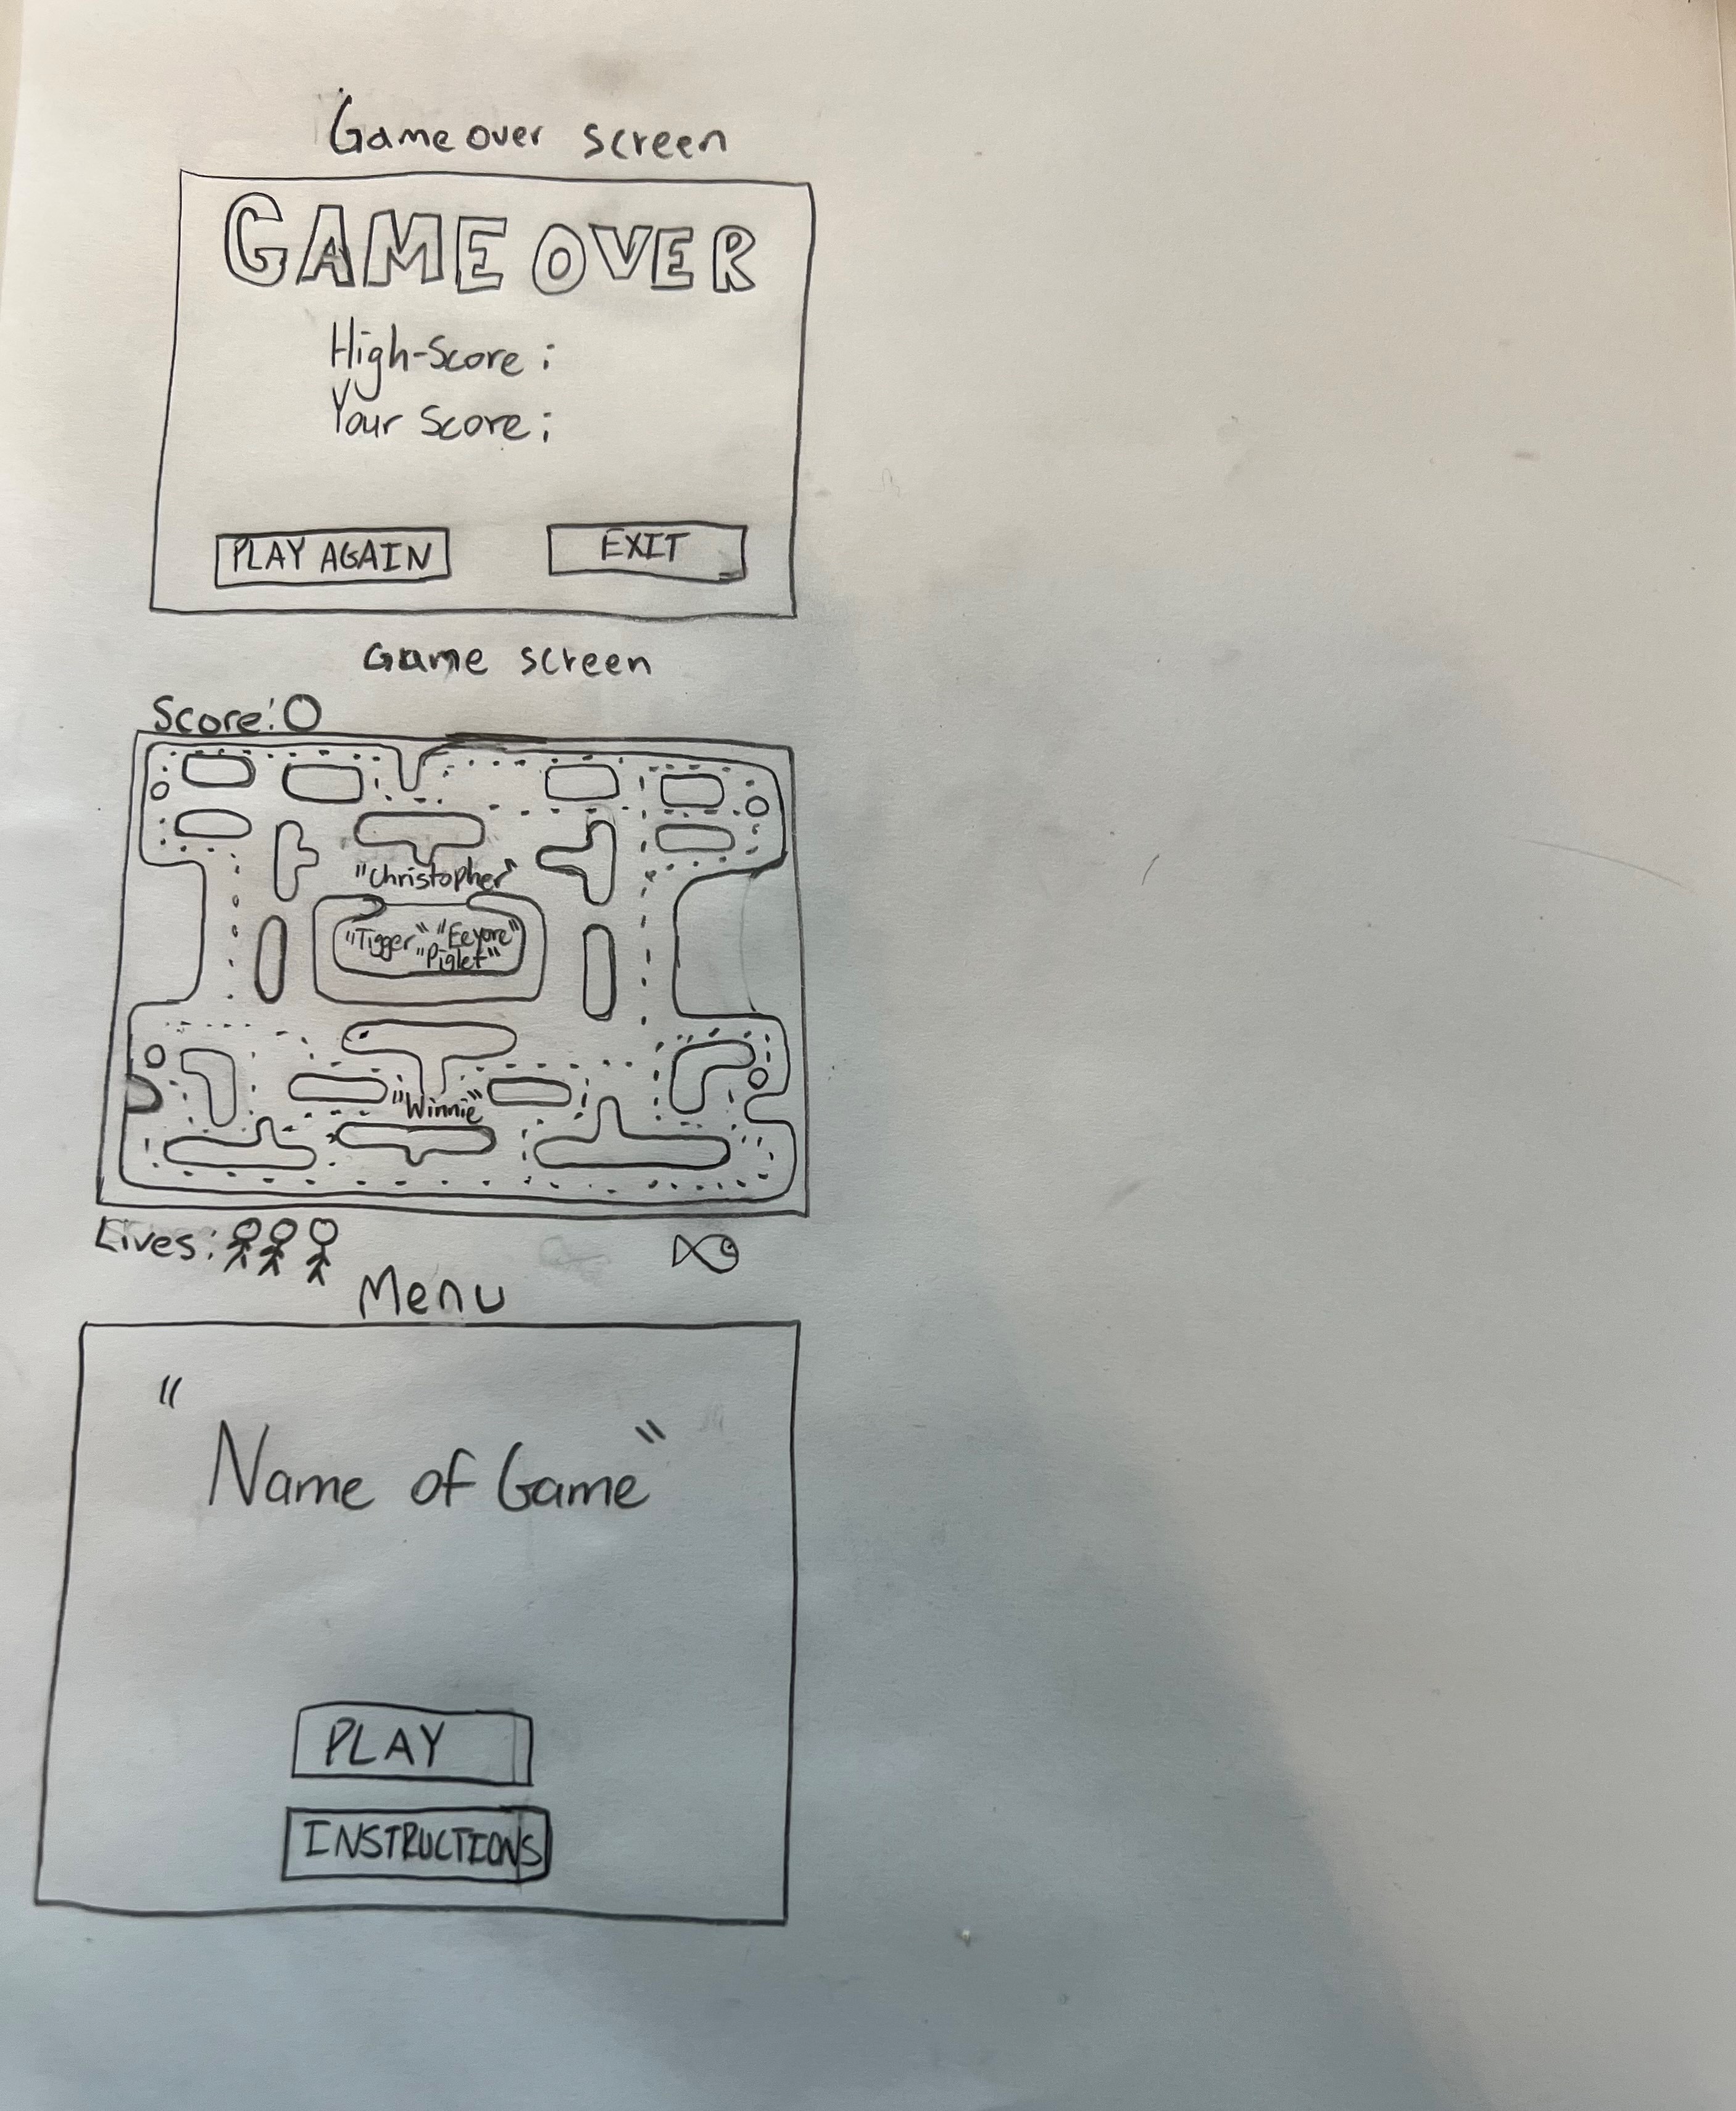 Game over screen
GAME OVER
High-Score :
Your Score :
PLAY AGAIN EXIT
Game screen
Score: 0
"Christopher"
"Tigger" "Eeyore"
"Piglet"
"Winnie"
Lives:
Menu
"Name of Game"
PLAY
INSTRUCTIONS